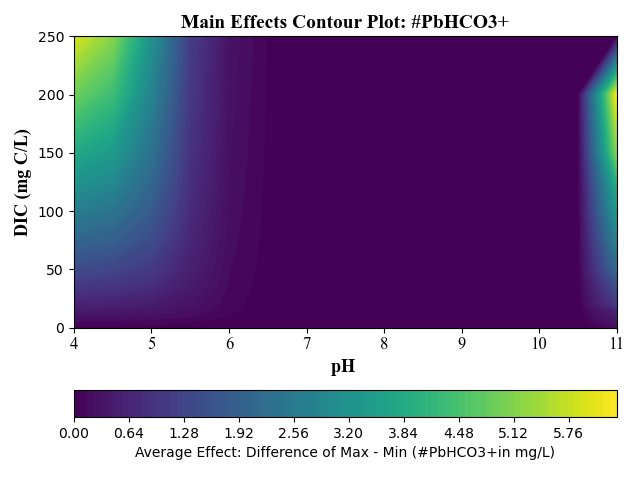 Main Effects Contour Plot: #PbHCO3+
250
200
150
100
50
0
DIC (mg C/L)
4 5 6 7 8 9 10 11
pH
0.00 0.64 1.28 1.92 2.56 3.20 3.84 4.48 5.12 5.76
Average Effect: Difference of Max - Min (#PbHCO3+in mg/L)